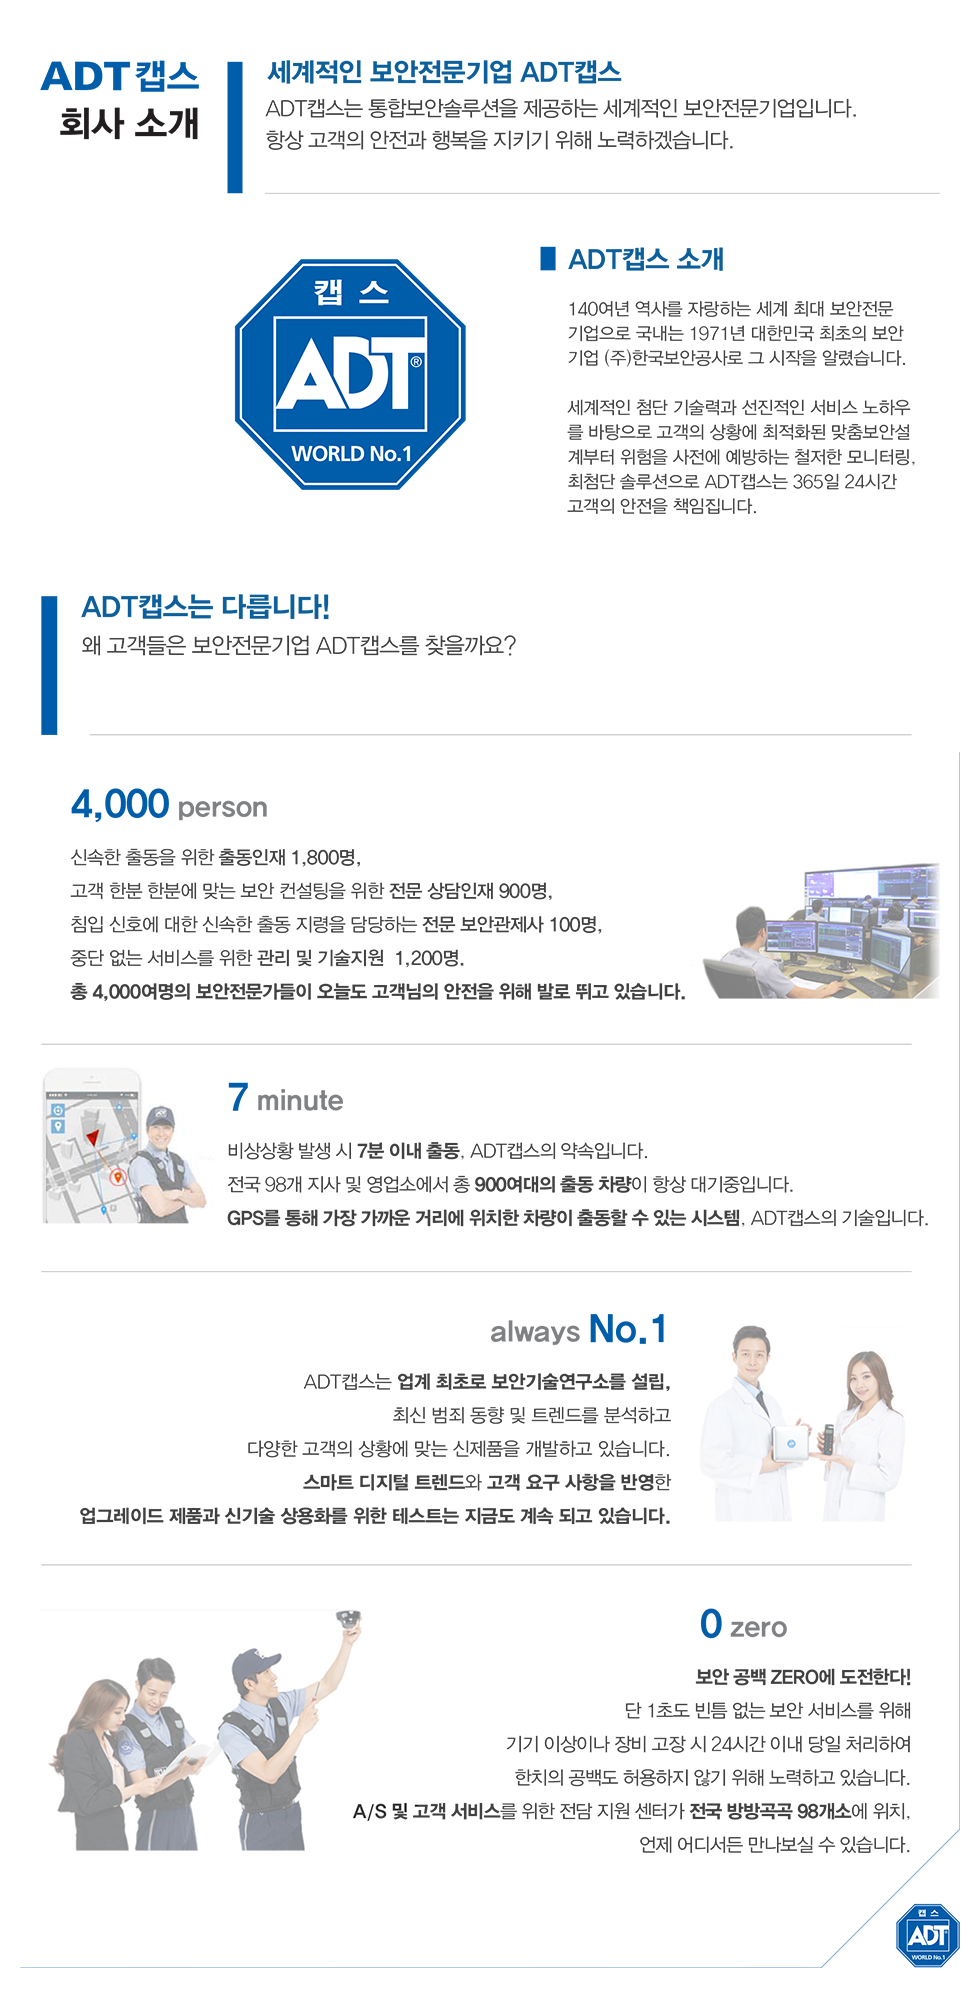 ADT캡스
회사 소개
세계적인 보안전문기업 ADT캡스
ADT캡스는 통합보안솔루션을 제공하는 세계적인 보안전문기업입니다.
항상 고객의 안전과 행복을 지키기 위해 노력하겠습니다.
캡스
ADT®
WORLD No.1
ADT캡스 소개
140여년 역사를 자랑하는 세계 최대 보안전문
기업으로 국내는 1971년 대한민국 최초의 보안
기업 (주)한국보안공사로 그 시작을 알렸습니다.
세계적인 첨단 기술력과 선진적인 서비스 노하우
를 바탕으로 고객의 상황에 최적화된 맞춤보안설
계부터 위험을 사전에 예방하는 철저한 모니터링,
최첨단 솔루션으로 ADT캡스는 365일 24시간
고객의 안전을 책임집니다.
ADT캡스는 다릅니다!
왜 고객들은 보안전문기업 ADT캡스를 찾을까요?
4,000 person
신속한 출동을 위한 출동인재 1,800명,
고객 한분 한분에 맞는 보안 컨설팅을 위한 전문 상담인재 900명,
침입 신호에 대한 신속한 출동 지령을 담당하는 전문 보안관제사 100명,
중단 없는 서비스를 위한 관리 및 기술지원 1,200명.
총 4,000여명의 보안전문가들이 오늘도 고객님의 안전을 위해 발로 뛰고 있습니다.
7 minute
비상상황 발생 시 7분 이내 출동, ADT캡스의 약속입니다.
전국 98개 지사 및 영업소에서 총 900여대의 출동 차량이 항상 대기중입니다.
GPS를 통해 가장 가까운 거리에 위치한 차량이 출동할 수 있는 시스템, ADT캡스의 기술입니다.
always No.1
ADT캡스는 업계 최초로 보안기술연구소를 설립,
최신 범죄 동향 및 트렌드를 분석하고
다양한 고객의 상황에 맞는 신제품을 개발하고 있습니다.
스마트 디지털 트렌드와 고객 요구 사항을 반영한
업그레이드 제품과 신기술 상용화를 위한 테스트는 지금도 계속 되고 있습니다.
0 zero
보안 공백 ZERO에 도전한다!
단 1초도 빈틈 없는 보안 서비스를 위해
기기 이상이나 장비 고장 시 24시간 이내 당일 처리하여
한치의 공백도 허용하지 않기 위해 노력하고 있습니다.
A/S 및 고객 서비스를 위한 전담 지원 센터가 전국 방방곡곡 98개소에 위치,
언제 어디서든 만나보실 수 있습니다.
캡스
ADT
WORLD No.1